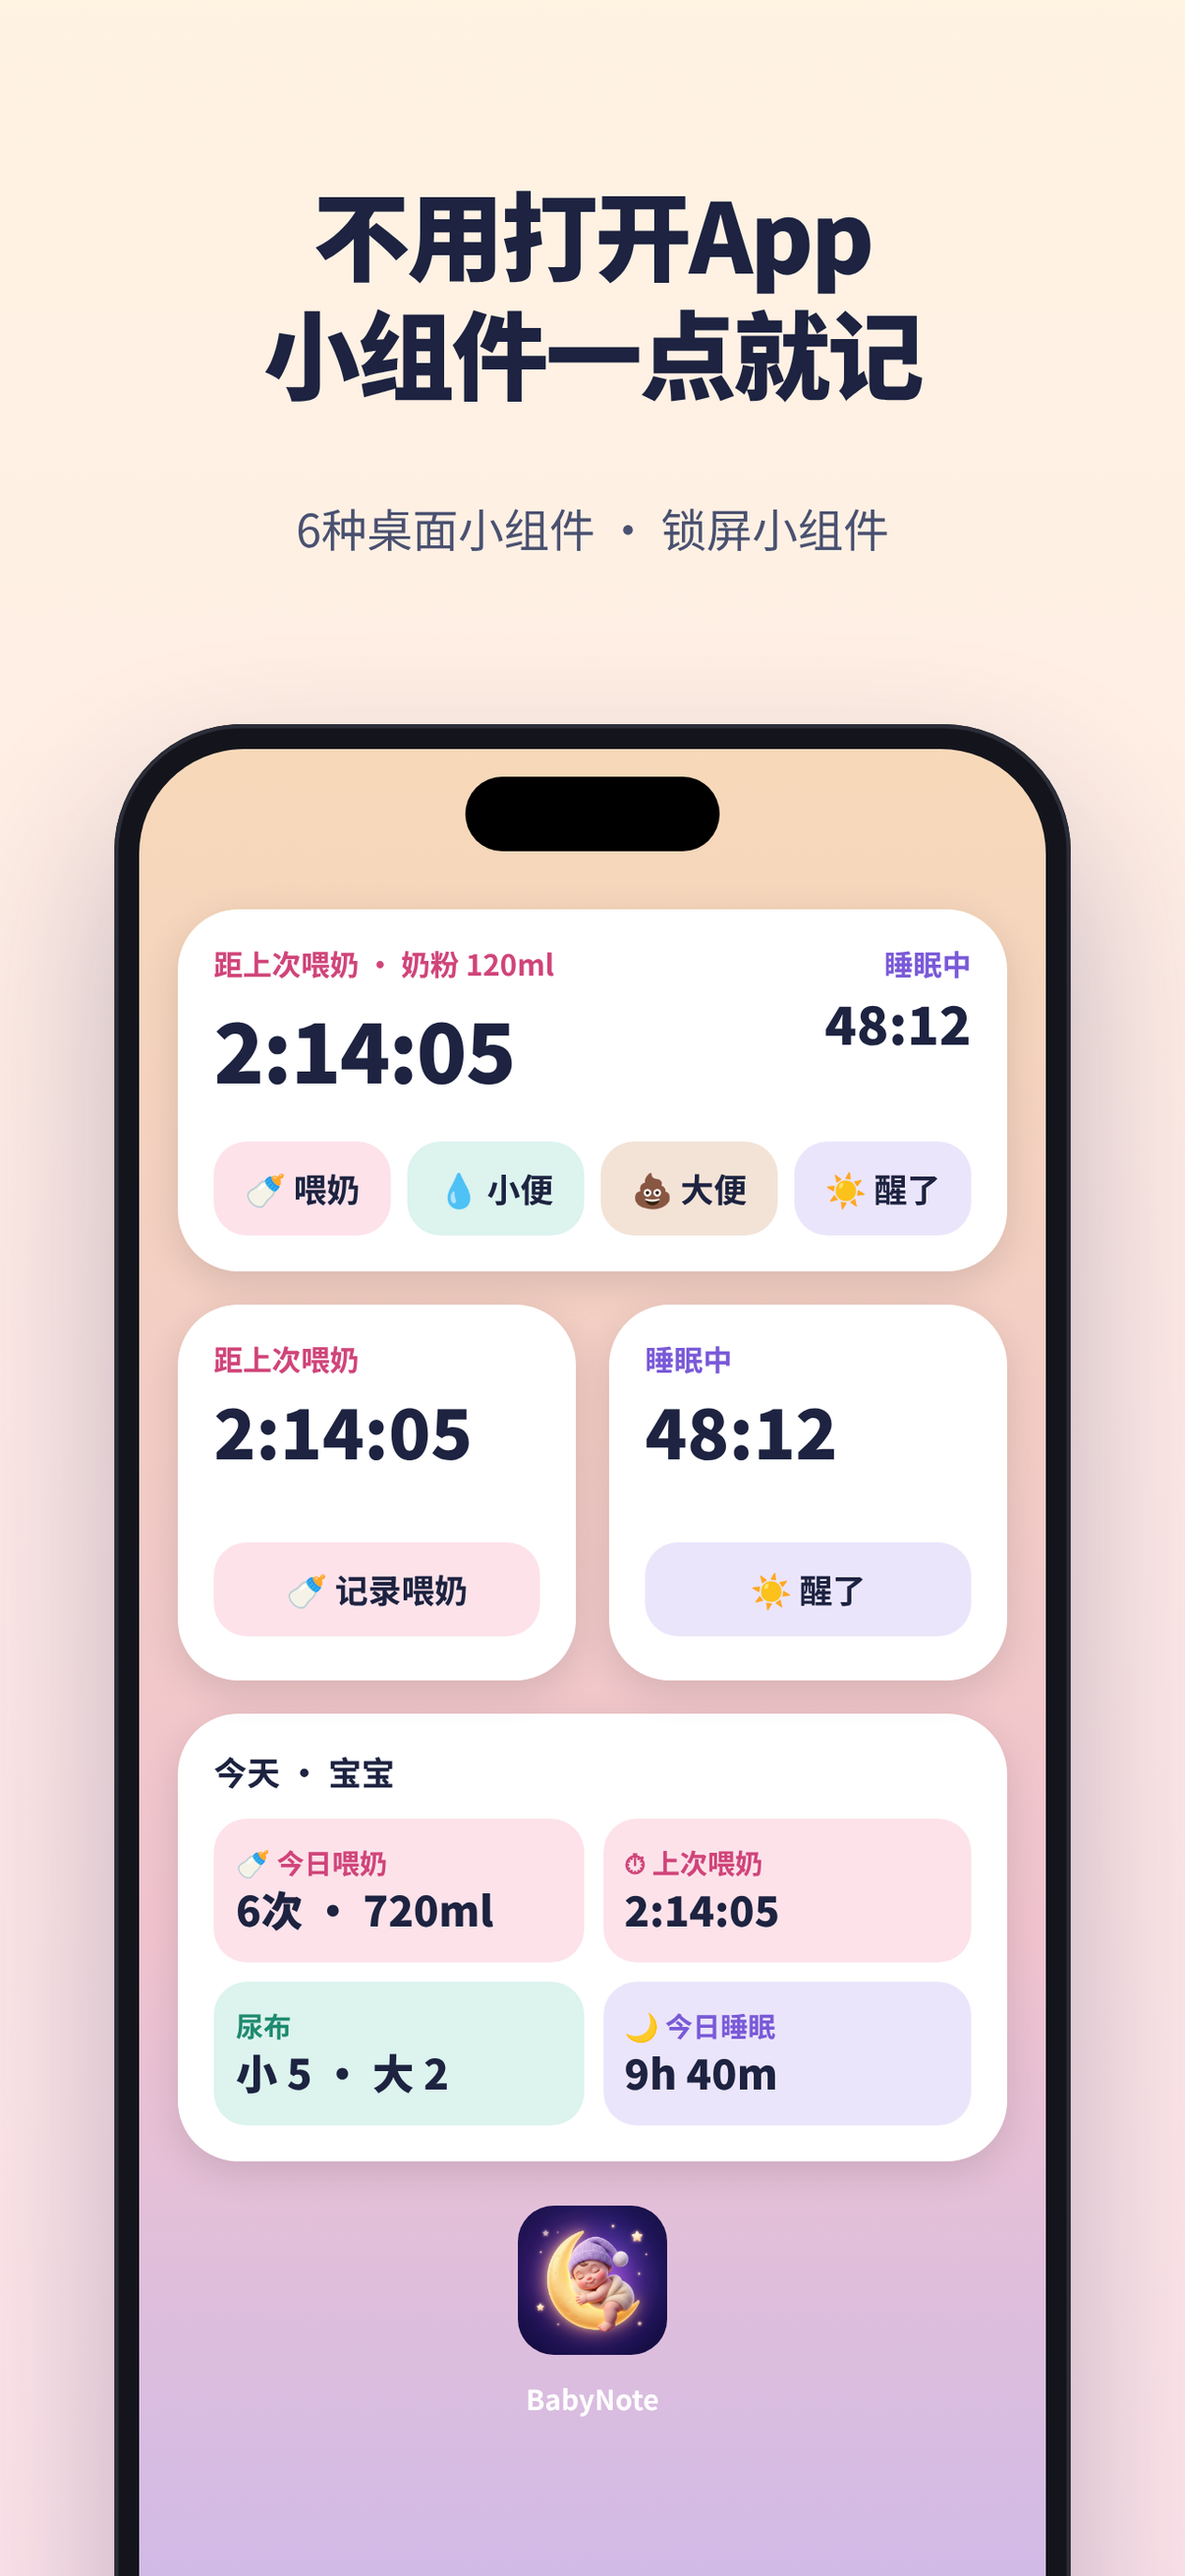 不用打开App
小组件一点就记
6种桌面小组件 · 锁屏小组件
距上次喂奶 · 奶粉 120ml
睡眠中
2:14:05
48:12
🍼 喂奶
💧 小便
💩 大便
☀️ 醒了
距上次喂奶
2:14:05
🍼 记录喂奶
睡眠中
48:12
☀️ 醒了
今天 · 宝宝
🍼 今日喂奶
6次 · 720ml
⏱ 上次喂奶
2:14:05
尿布
小 5 · 大 2
🌙 今日睡眠
9h 40m
BabyNote